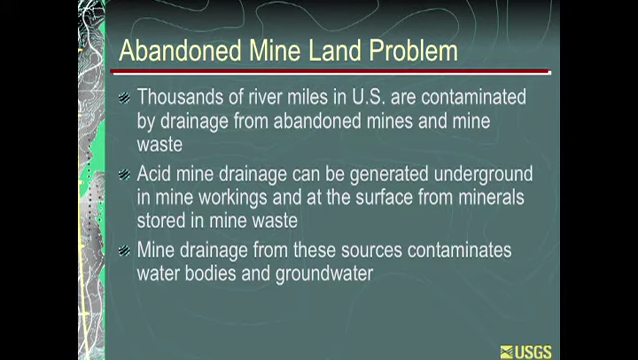 Abandoned Mine Land Problem
Thousands of river miles in U.S. are contaminated
by drainage from abandoned mines and mine
waste
Acid mine drainage can be generated underground
in mine workings and at the surface from minerals
stored in mine waste
Mine drainage from these sources contaminates
water bodies and groundwater
USGS